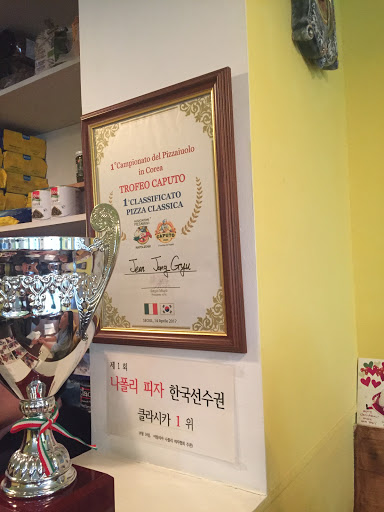 1°Campionato del Pizzaiuolo
in Corea
TROFEO CAPUTO
1°CLASSIFICATO
PIZZA CLASSICA
CAPUTO
Jeon Jong Gyu
제 1 회
나폴리 피자 한국선수권
클라시카 1 위